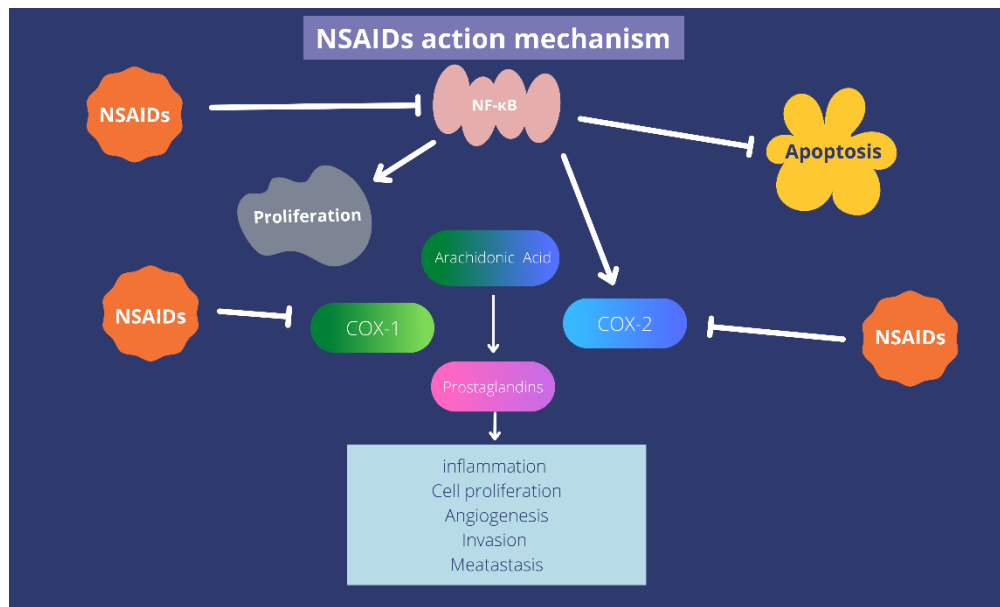 NSAIDs action mechanism
NSAIDs
NF-κB
Apoptosis
Proliferation
Arachidonic Acid
NSAIDs
COX-1
COX-2
NSAIDs
Prostaglandins
inflammation
Cell proliferation
Angiogenesis
Invasion
Meatastasis